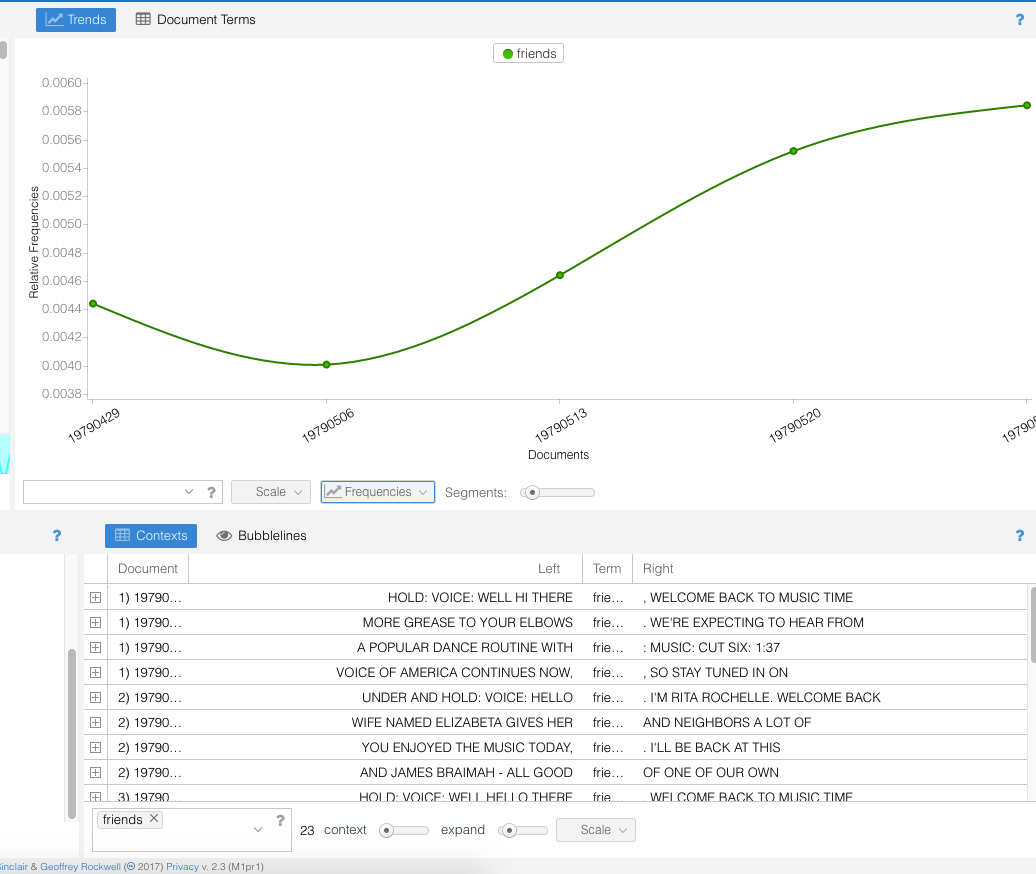 Trends Document Terms ?
friends
0.0060
0.0058
0.0056
0.0054
0.0052
0.0050
0.0048
0.0046
0.0044
0.0042
0.0040
0.0038
Relative Frequencies
19790429 19790506 19790513 19790520
Documents
? Scale Frequencies Segments:
? Contexts Bubblelines ?
Document Left Term Right
1) 19790... HOLD: VOICE: WELL HI THERE frie... , WELCOME BACK TO MUSIC TIME
1) 19790... MORE GREASE TO YOUR ELBOWS frie... . WE'RE EXPECTING TO HEAR FROM
1) 19790... A POPULAR DANCE ROUTINE WITH frie... : MUSIC: CUT SIX: 1:37
1) 19790... VOICE OF AMERICA CONTINUES NOW, frie... , SO STAY TUNED IN ON
2) 19790... UNDER AND HOLD: VOICE: HELLO frie... . I'M RITA ROCHELLE. WELCOME BACK
2) 19790... WIFE NAMED ELIZABETA GIVES HER frie... AND NEIGHBORS A LOT OF
2) 19790... YOU ENJOYED THE MUSIC TODAY, frie... . I'LL BE BACK AT THIS
2) 19790... AND JAMES BRAIMAH - ALL GOOD frie... OF ONE OF OUR OWN
3) 19790... HOLD: VOICE: WELL HELLO THERE frie... WELCOME BACK TO MUSIC TIME
friends ? 23 context expand Scale
Sinclair & Geoffrey Rockwell (2017) Privacy v. 2.3 (M1pr1)